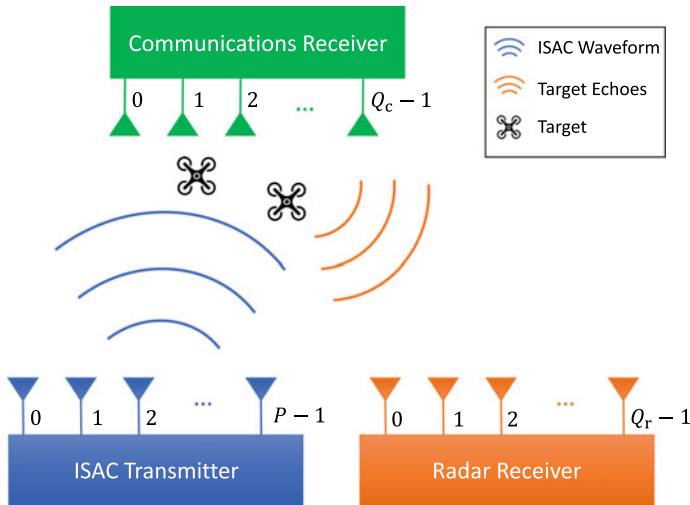 Communications Receiver
0 1 2 ... Q_c − 1
ISAC Waveform
Target Echoes
Target
0 1 2 ... P − 1
ISAC Transmitter
0 1 2 ... Q_r − 1
Radar Receiver